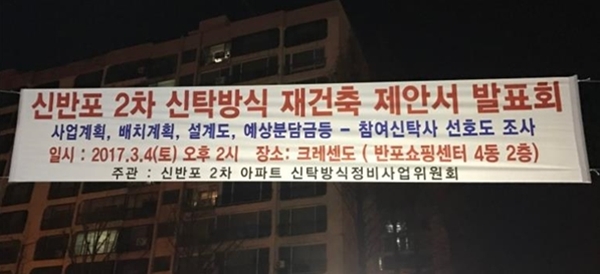 신반포 2차 신탁방식 재건축 제안서 발표회
사업계획, 배치계획, 설계도, 예상분담금등 - 참여신탁사 선호도 조사
일시 : 2017.3.4(토) 오후 2시 장소: 크레센도 ( 반포쇼핑센터 4동 2층)
주관 : 신반포 2차 아파트 신탁방식정비사업위원회